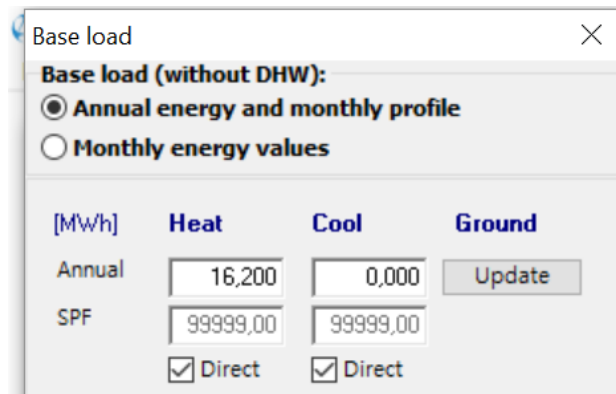 Base load
Base load (without DHW):
Annual energy and monthly profile
Monthly energy values
[MWh] Heat Cool Ground
Annual 16,200 0,000 Update
SPF 99999,00 99999,00
Direct Direct